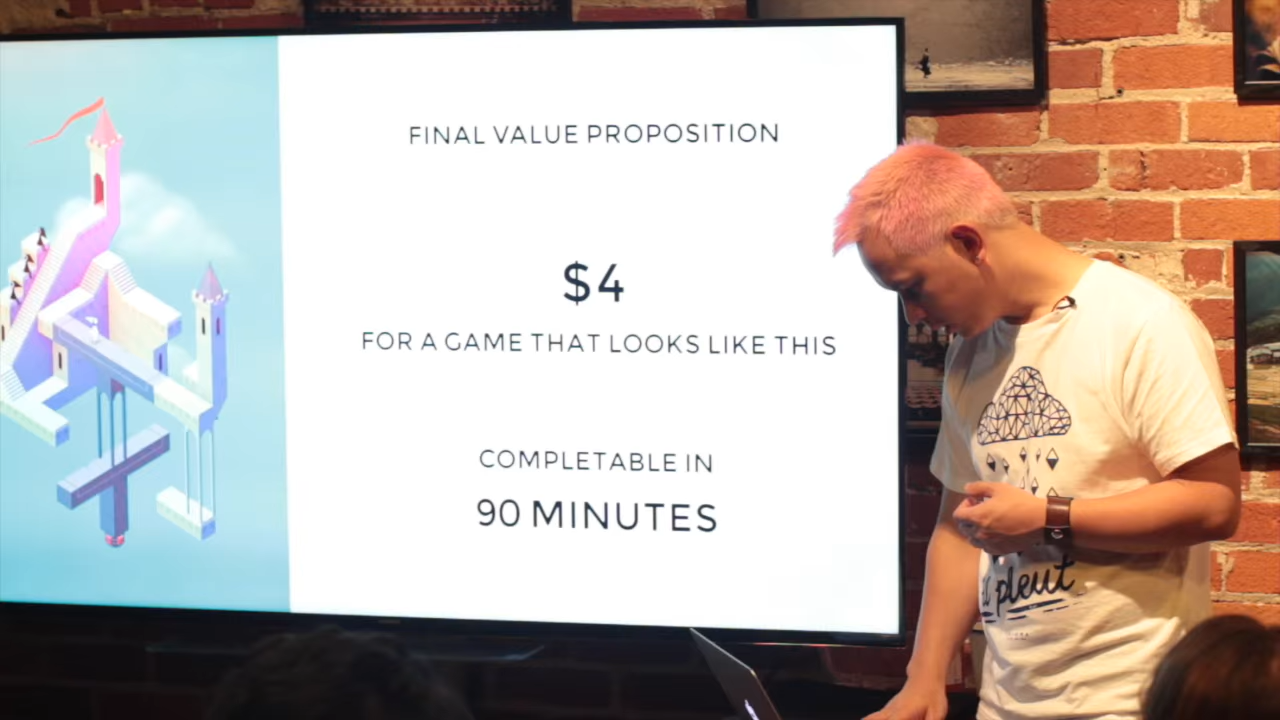 FINAL VALUE PROPOSITION
$4
FOR A GAME THAT LOOKS LIKE THIS
COMPLETABLE IN
90 MINUTES
pleut